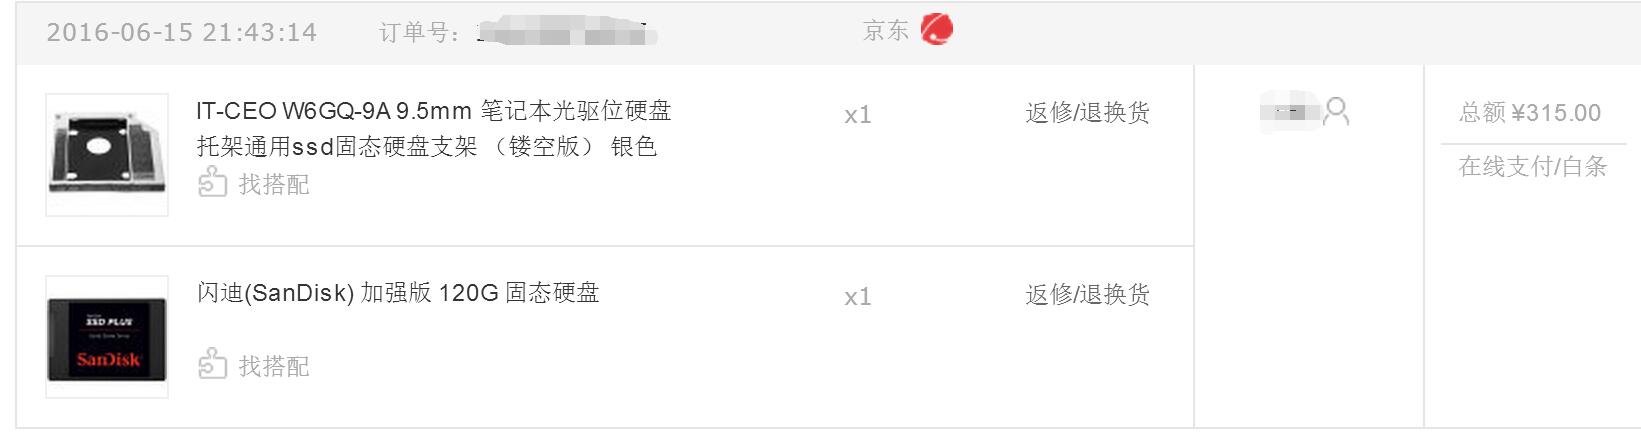 2016-06-15 21:43:14 订单号： 京东
IT-CEO W6GQ-9A 9.5mm 笔记本光驱位硬盘 x1 返修/退换货 总额 ¥315.00
托架通用ssd固态硬盘支架 （镂空版） 银色
在线支付/白条
找搭配
闪迪(SanDisk) 加强版 120G 固态硬盘 x1 返修/退换货
SSD PLUS
SanDisk
找搭配